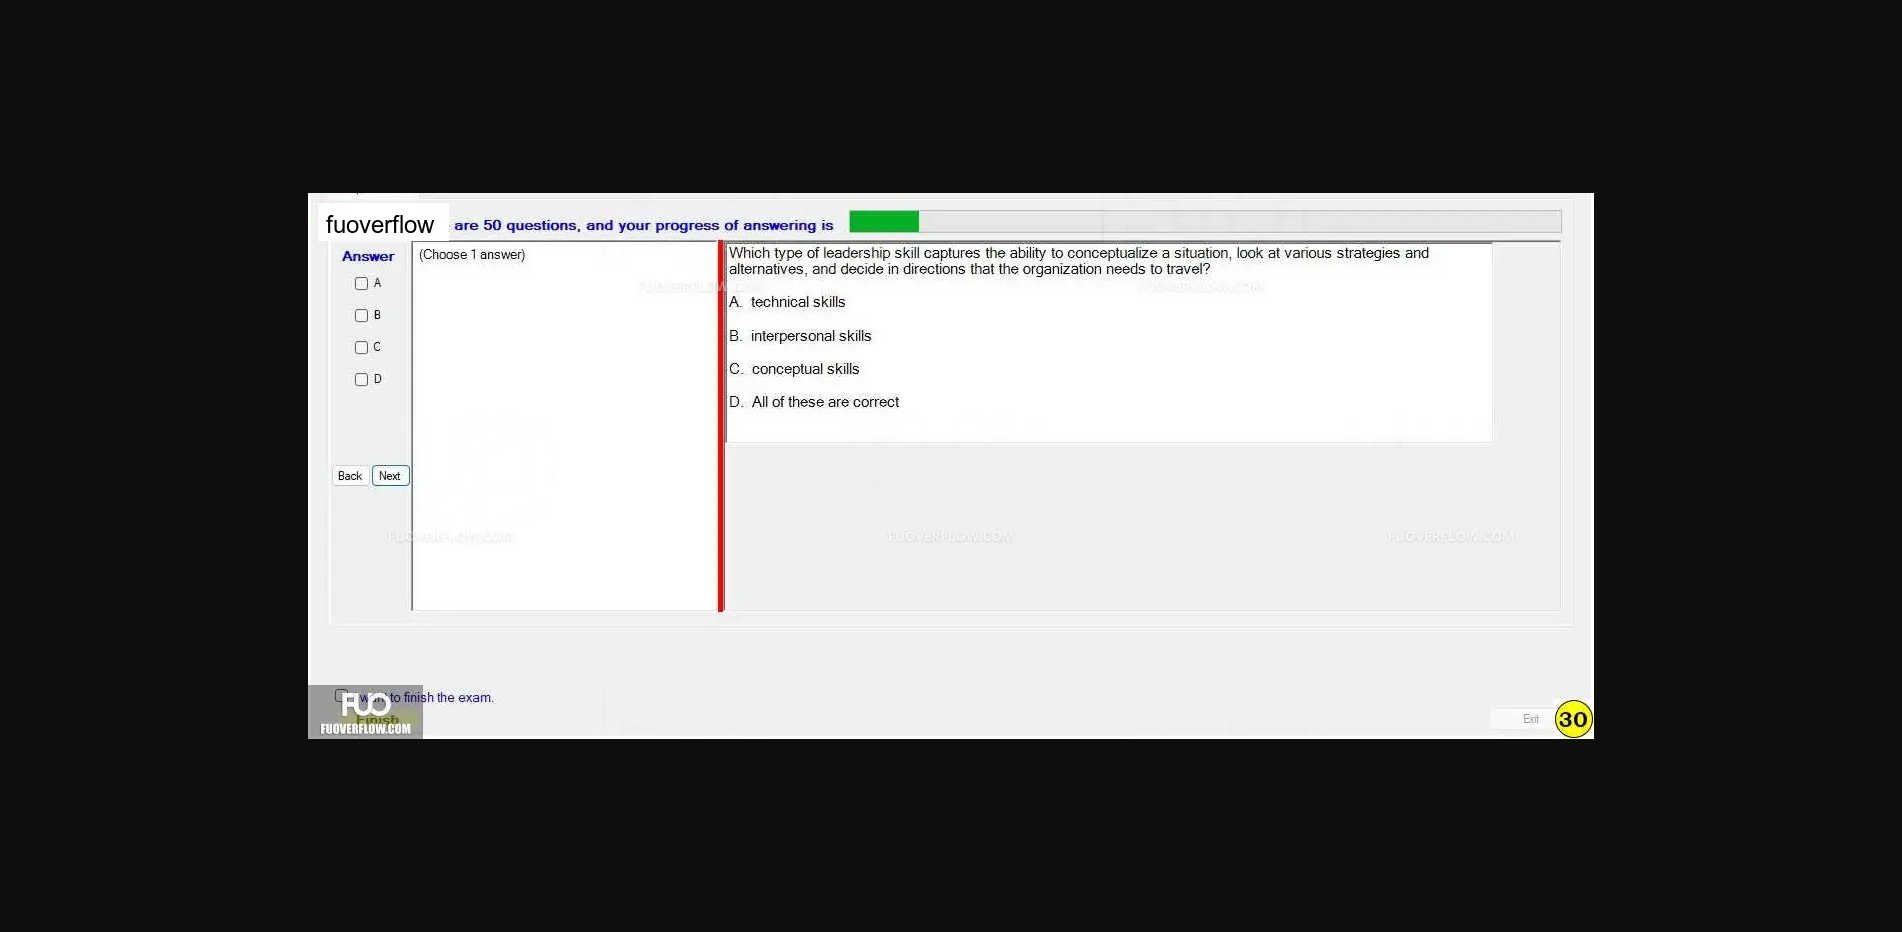 fuoverflow are 50 questions, and your progress of answering is
Answer
(Choose 1 answer)
A
B
C
D
Back Next
Which type of leadership skill captures the ability to conceptualize a situation, look at various strategies and
alternatives, and decide in directions that the organization needs to travel?
A. technical skills
B. interpersonal skills
C. conceptual skills
D. All of these are correct
FUOVERFLOW.COM
FUOVERFLOW.COM
FUOVERFLOW.COM
FUOVERFLOW.COM
FUOVERFLOW.COM
want to finish the exam.
FUO
Finish
FUOVERFLOW.COM
Exit 30